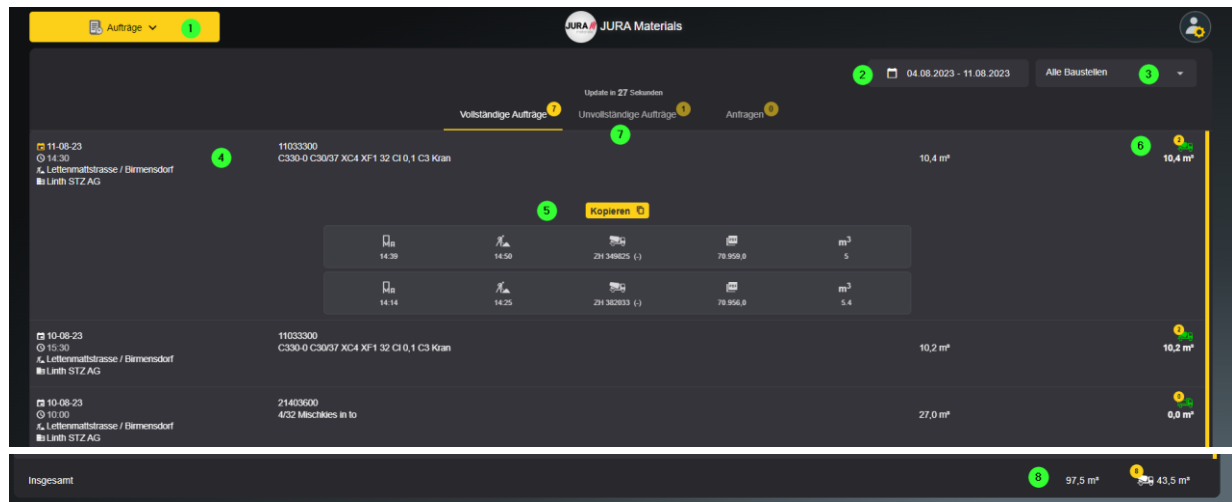 Aufträge
1
JURA
JURA Materials
2
04.08.2023 - 11.08.2023
Alle Baustellen
3
Update in 27 Sekunden
Vollständige Aufträge 7
Unvollständige Aufträge 1
Anfragen 0
7
11-08-23
14:30
Lettenmattstrasse / Birmensdorf
Linth STZ AG
4
11033300
C330-0 C30/37 XC4 XF1 32 Cl 0,1 C3 Kran
10,4 m³
6
2
10,4 m³
5
Kopieren
14:39
14:50
ZH 349825 (-)
70.959,0
m³
5
14:14
14:25
ZH 382033 (-)
70.956,0
m³
5.4
10-08-23
15:30
Lettenmattstrasse / Birmensdorf
Linth STZ AG
11033300
C330-0 C30/37 XC4 XF1 32 Cl 0,1 C3 Kran
10,2 m³
2
10,2 m³
10-08-23
10:00
Lettenmattstrasse / Birmensdorf
Linth STZ AG
21403600
4/32 Mischkies in to
27,0 m³
0
0,0 m³
Insgesamt
8
97,5 m³
8
43,5 m³